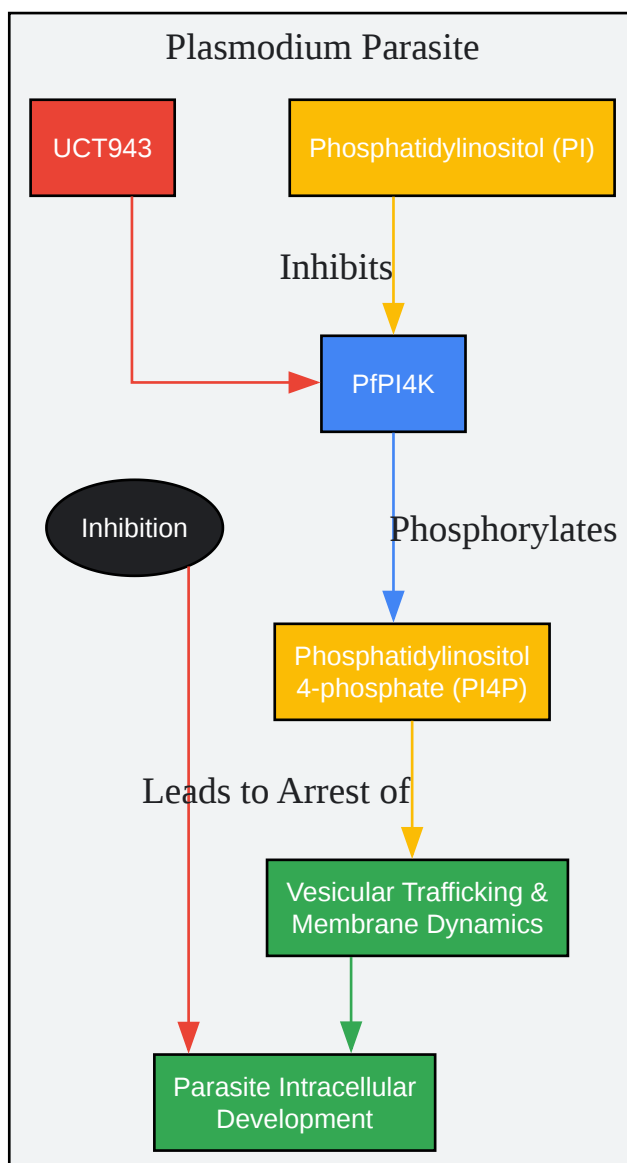 Plasmodium Parasite
UCT943
Phosphatidylinositol (PI)
Inhibits
PfPI4K
Inhibition
Phosphorylates
Phosphatidylinositol
4-phosphate (PI4P)
Leads to Arrest of
Vesicular Trafficking &
Membrane Dynamics
Parasite Intracellular
Development